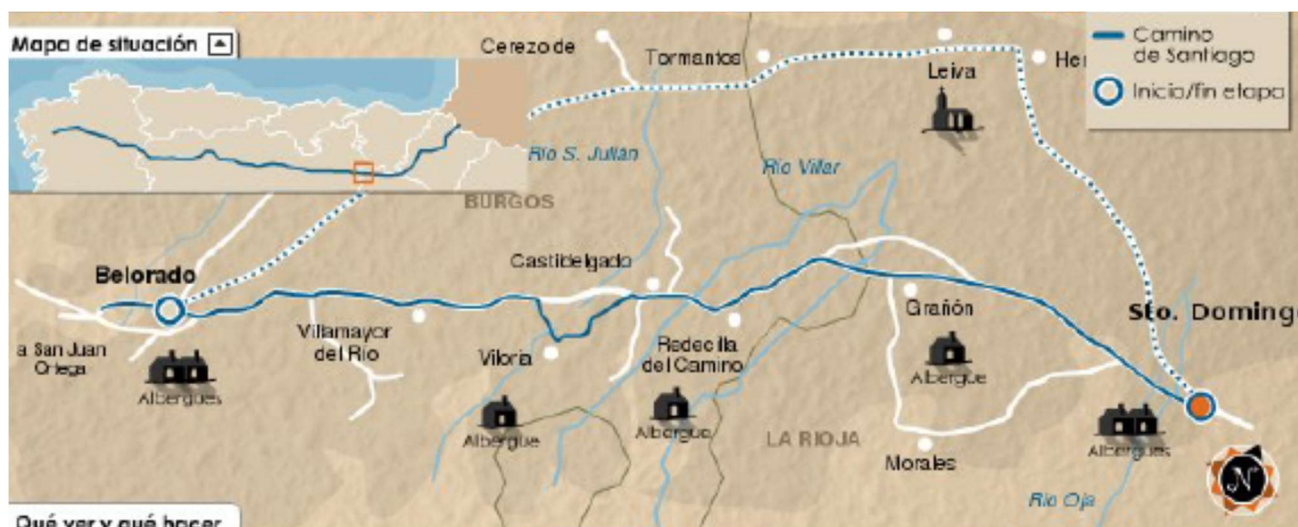 Mapa de situación
Camino
de Santiago
Inicio/fin etapa
Cerezo de
Tormantos
Leiva
Her
Río S. Julián
Río Villar
BURGOS
Belorado
Castildelgado
Grañón
Sto. Doming
a San Juan
Ortega
Villamayor
del Río
Viloria
Redecilla
del Camino
Albergues
Albergue
Albergue
Albergue
Albergues
LA RIOJA
Morales
Río Oja
N
Qué ver y qué hacer